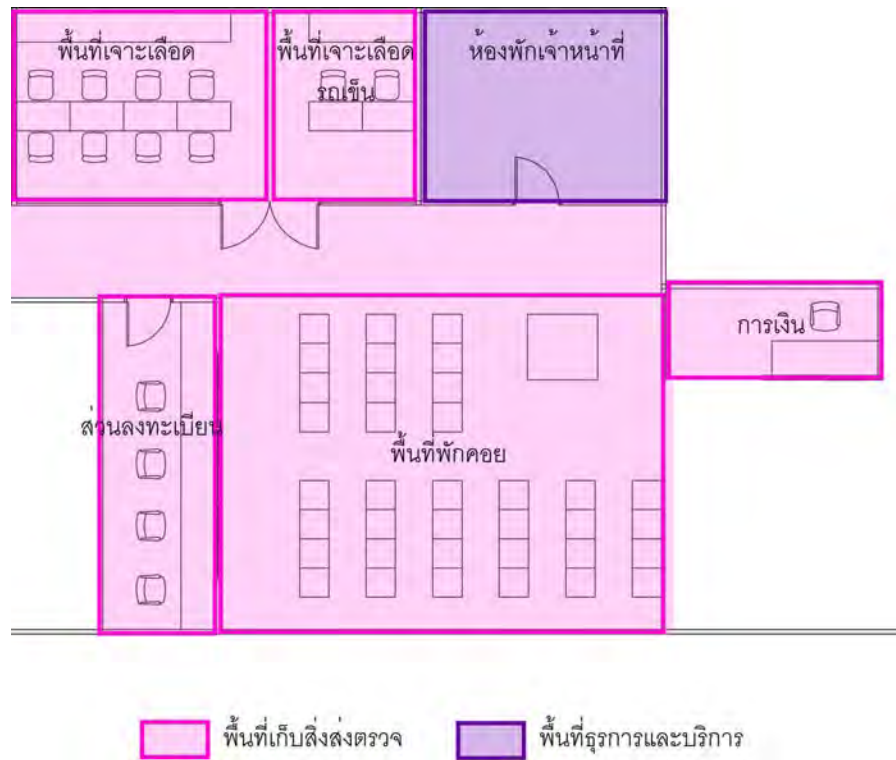 พื้นที่เจาะเลือด
พื้นที่เจาะเลือด
รถเข็น
ห้องพักเจ้าหน้าที่
การเงิน
ส่วนลงทะเบียน
พื้นที่พักคอย
พื้นที่เก็บสิ่งส่งตรวจ
พื้นที่ธุรการและบริการ